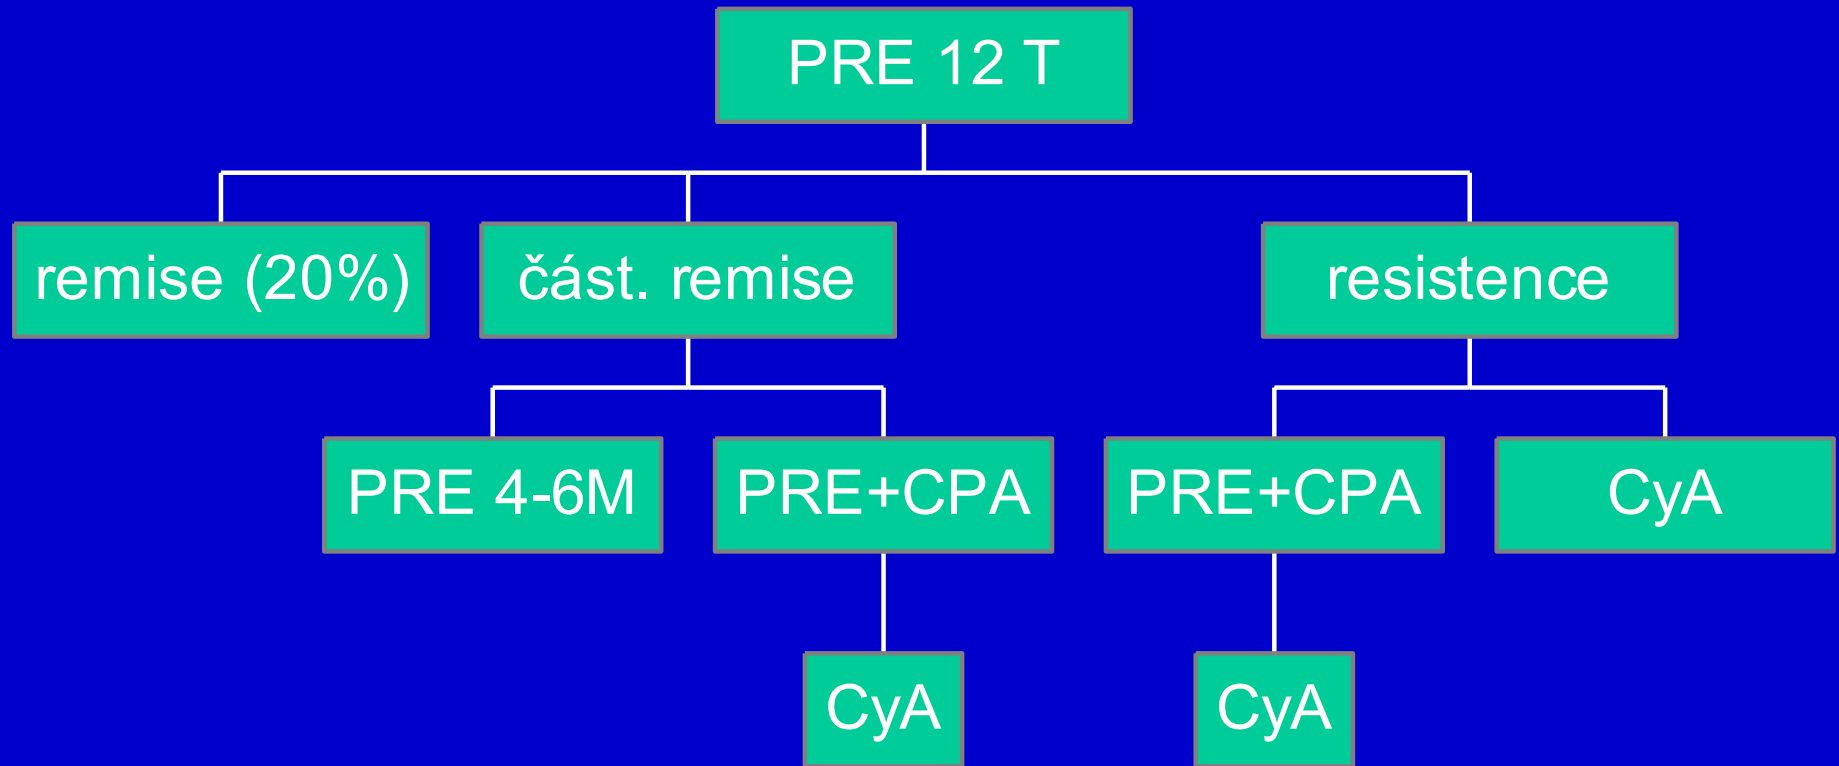 PRE 12 T
remise (20%)
část. remise
resistence
PRE 4-6M
PRE+CPA
PRE+CPA
CyA
CyA
CyA